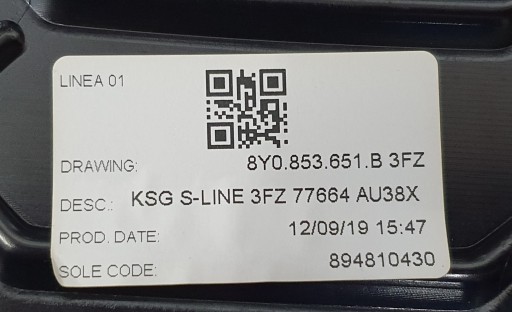 LINEA 01
DRAWING: 8Y0.853.651.B 3FZ
DESC.: KSG S-LINE 3FZ 77664 AU38X
PROD. DATE: 12/09/19 15:47
SOLE CODE: 894810430